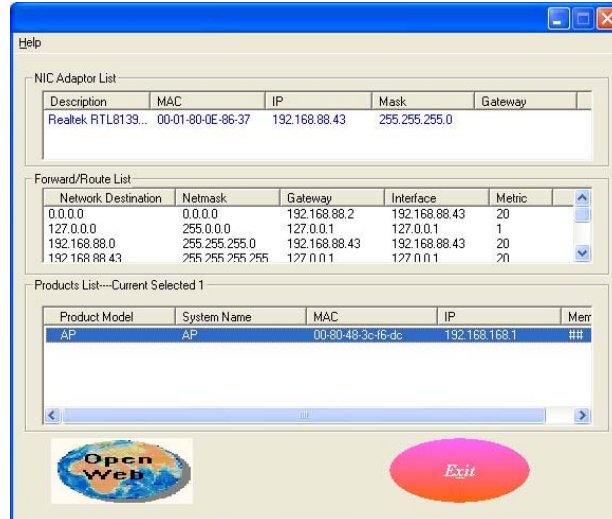 Help
NIC Adaptor List
Description MAC IP Mask Gateway
Realtek RTL8139... 00-01-80-0E-86-37 192.168.88.43 255.255.255.0
Forward/Route List
Network Destination Netmask Gateway Interface Metric
0.0.0.0 0.0.0.0 192.168.88.2 192.168.88.43 20
127.0.0.0 255.0.0.0 127.0.0.1 127.0.0.1 1
192.168.88.0 255.255.255.0 192.168.88.43 192.168.88.43 20
192.168.88.43 255.255.255.255 127.0.0.1 127.0.0.1 20
Products List----Current Selected 1
Product Model System Name MAC IP Mem
AP AP 00-80-48-3c-f6-dc 192.168.168.1 ##
Open
Web
Exit